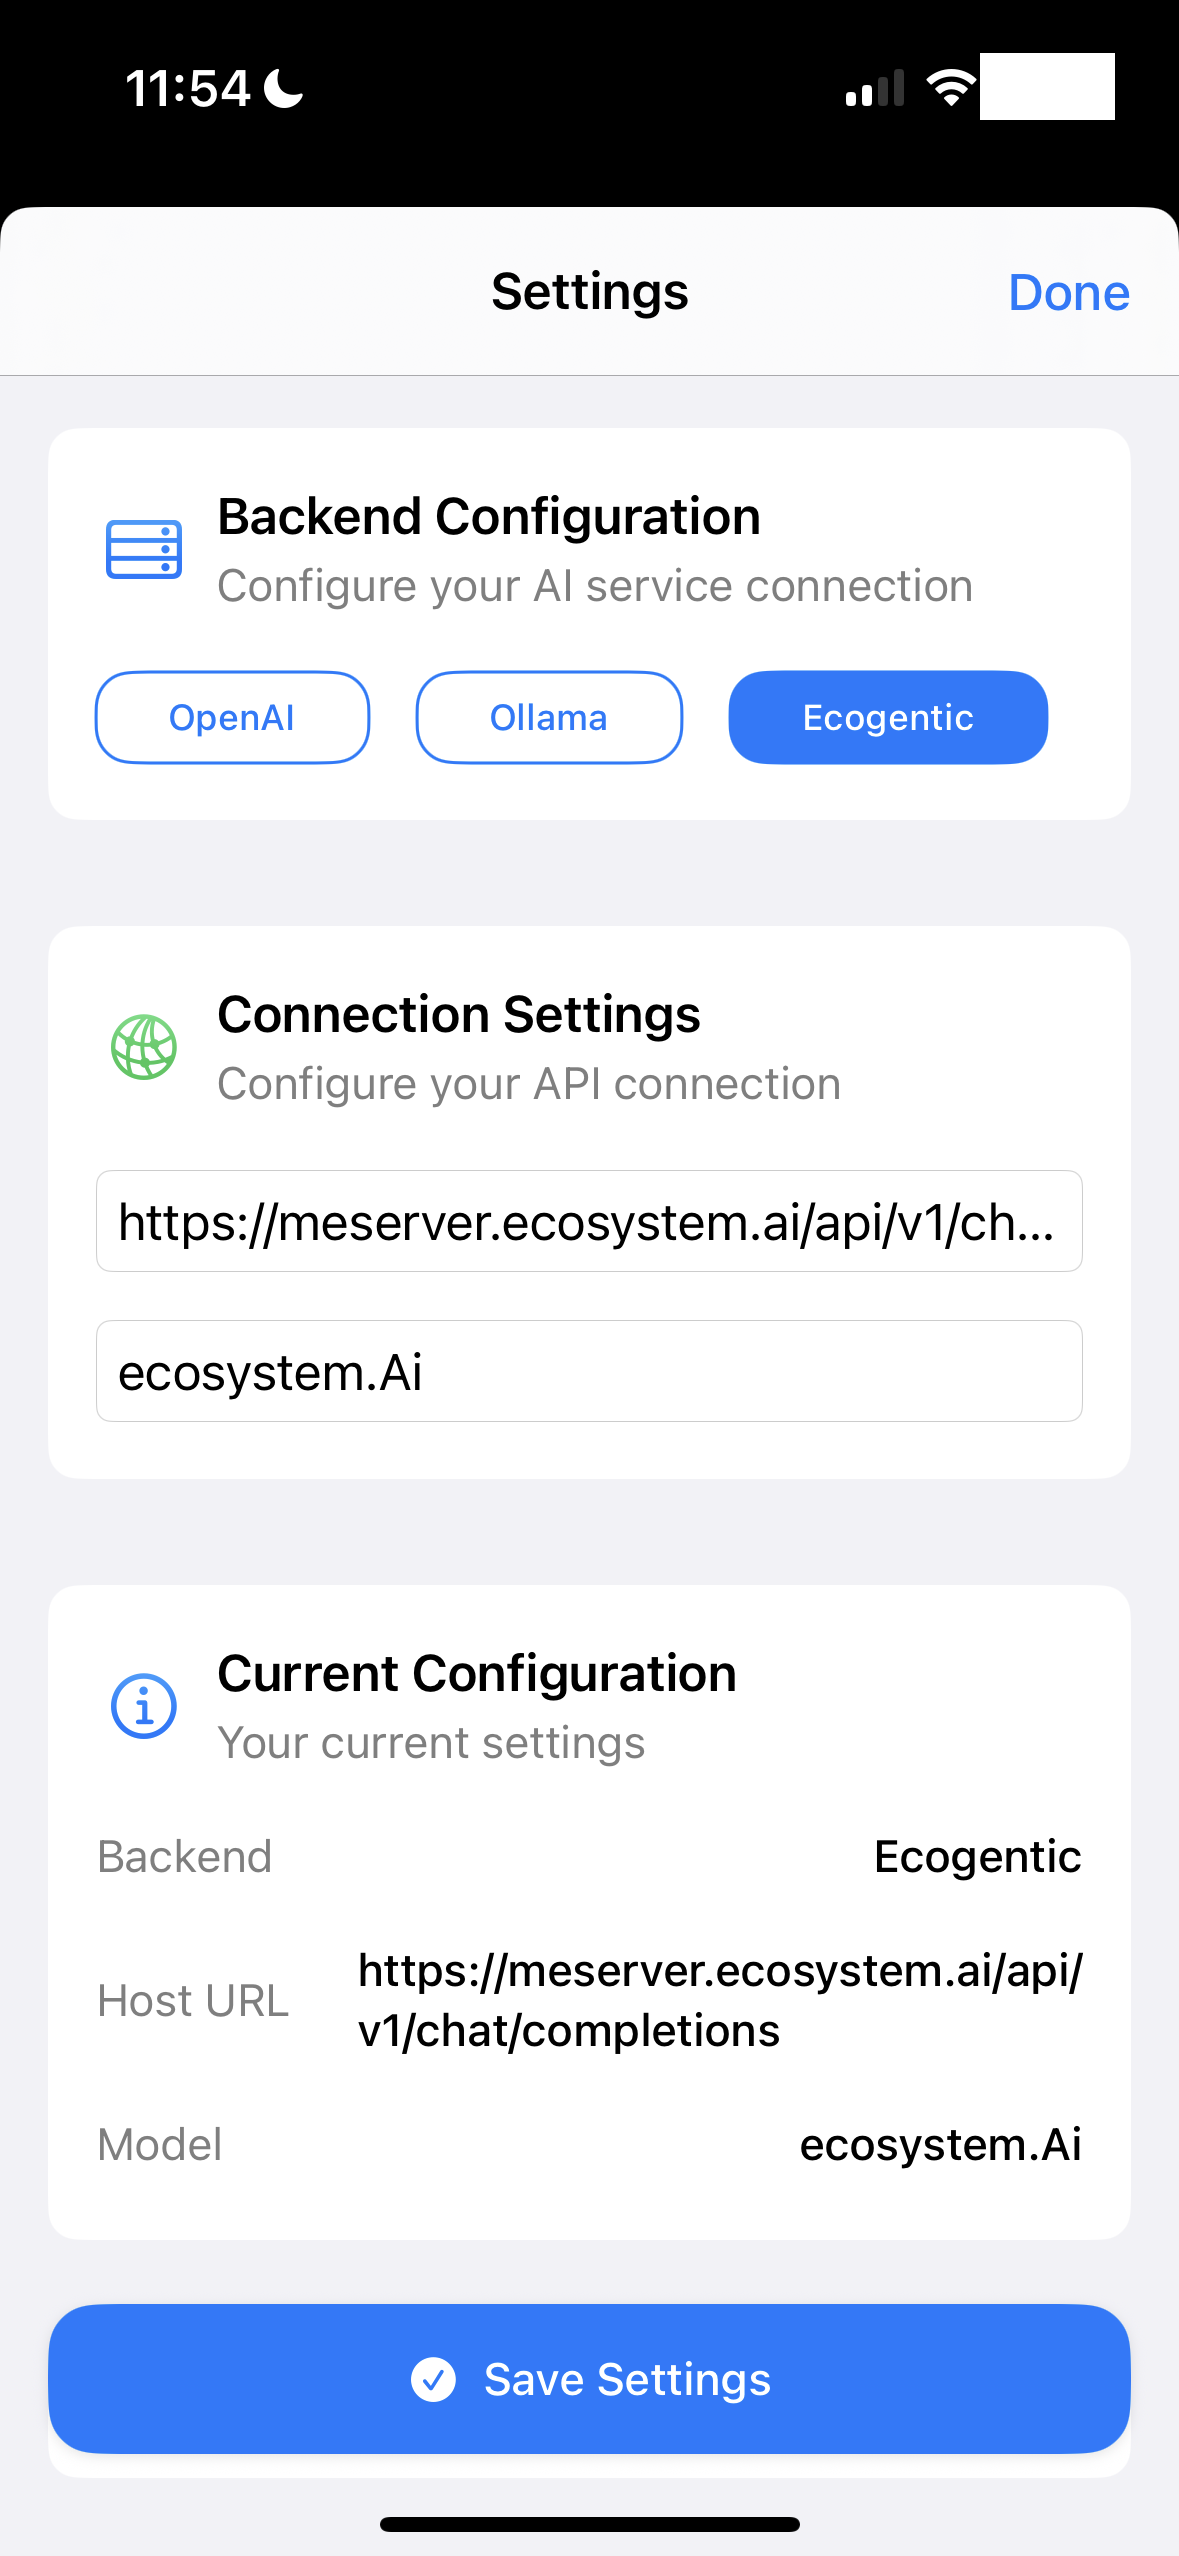 11:54
Settings
Done
Backend Configuration
Configure your AI service connection
OpenAI
Ollama
Ecogentic
Connection Settings
Configure your API connection
https://meserver.ecosystem.ai/api/v1/ch...
ecosystem.Ai
Current Configuration
Your current settings
Backend
Ecogentic
Host URL
https://meserver.ecosystem.ai/api/
v1/chat/completions
Model
ecosystem.Ai
Save Settings